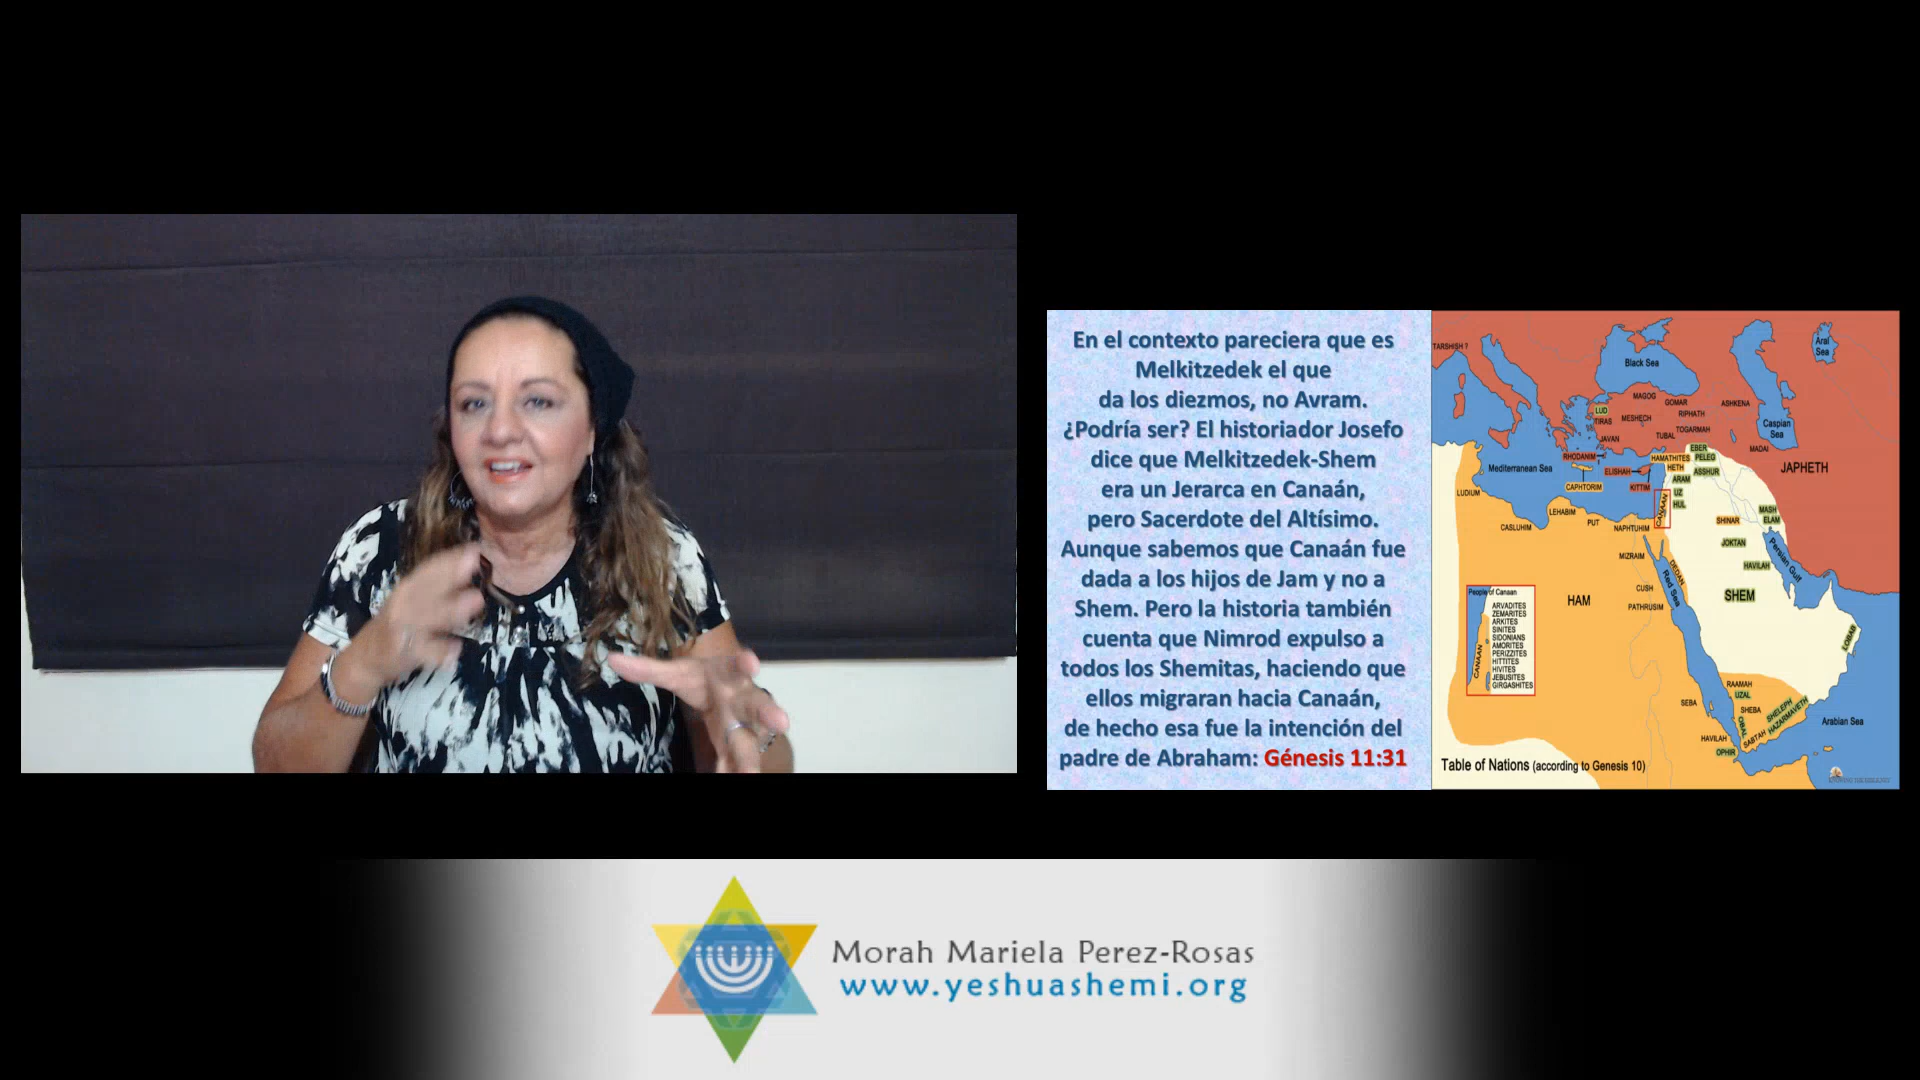 En el contexto pareciera que es
Melkitzedek el que
da los diezmos, no Avram.
¿Podría ser? El historiador Josefo
dice que Melkitzedek-Shem
era un Jerarca en Canaán,
pero Sacerdote del Altísimo.
Aunque sabemos que Canaán fue
dada a los hijos de Jam y no a
Shem. Pero la historia también
cuenta que Nimrod expulso a
todos los Shemitas, haciendo que
ellos migraran hacia Canaán,
de hecho esa fue la intención del
padre de Abraham: Génesis 11:31
TARSHISH ?
Black Sea
Aral
Sea
MAGOG
GOMAR
ASHKENA
LUD
TIRAS
MESHECH
RIPHATH
TOGARMAH
Caspian
Sea
JAVAN
TUBAL
MADAI
EBER
RHODANIM
HAMATHITES
PELEG
JAPHETH
Mediterranean Sea
ELISHAH
HETH
ASSHUR
ARAM
CAPHTORIM
KITTIM
UZ
LUDIUM
HUL
CANAAN
LEHABIM
MASH
CASLUHIM
PUT
NAPHTUHIM
SHINAR
ELAM
JOKTAN
MIZRAIM
Persian Gulf
DEDAN
HAVILAH
Red Sea
CUSH
SHEM
HAM
PATHRUSIM
People of Canaan
ARVADITES
ZEMARITES
ARKITES
SINITES
SIDONIANS
AMORITES
PERIZZITES
HITTITES
HIVITES
JEBUSITES
GIRGASHITES
CANAAN
RAAMAH
UZAL
SEBA
SHEBA
SHELEPH
HAZARMAVETH
OBAL
Arabian Sea
HAVILAH
SABTAH
OPHIR
Table of Nations (according to Genesis 10)
Morah Mariela Perez-Rosas
www.yeshuashemi.org